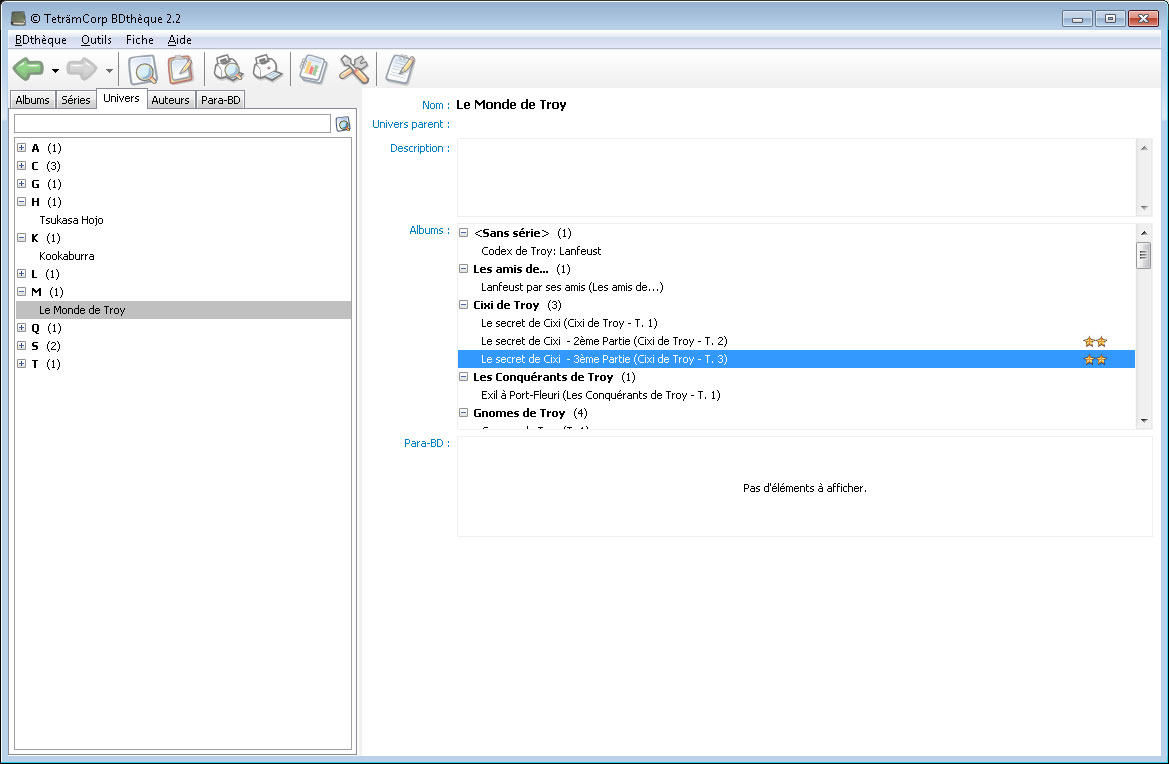 © TeträmCorp BDthèque 2.2
BDthèque Outils Fiche Aide
Albums Séries Univers Auteurs Para-BD
A (1)
C (3)
G (1)
H (1)
Tsukasa Hojo
K (1)
Kookaburra
L (1)
M (1)
Le Monde de Troy
Q (1)
S (2)
T (1)
Nom : Le Monde de Troy
Univers parent :
Description :
Albums :
<Sans série> (1)
Codex de Troy: Lanfeust
Les amis de... (1)
Lanfeust par ses amis (Les amis de...)
Cixi de Troy (3)
Le secret de Cixi (Cixi de Troy - T. 1)
Le secret de Cixi - 2ème Partie (Cixi de Troy - T. 2)
Le secret de Cixi - 3ème Partie (Cixi de Troy - T. 3)
Les Conquérants de Troy (1)
Exil à Port-Fleuri (Les Conquérants de Troy - T. 1)
Gnomes de Troy (4)
Para-BD :
Pas d'éléments à afficher.